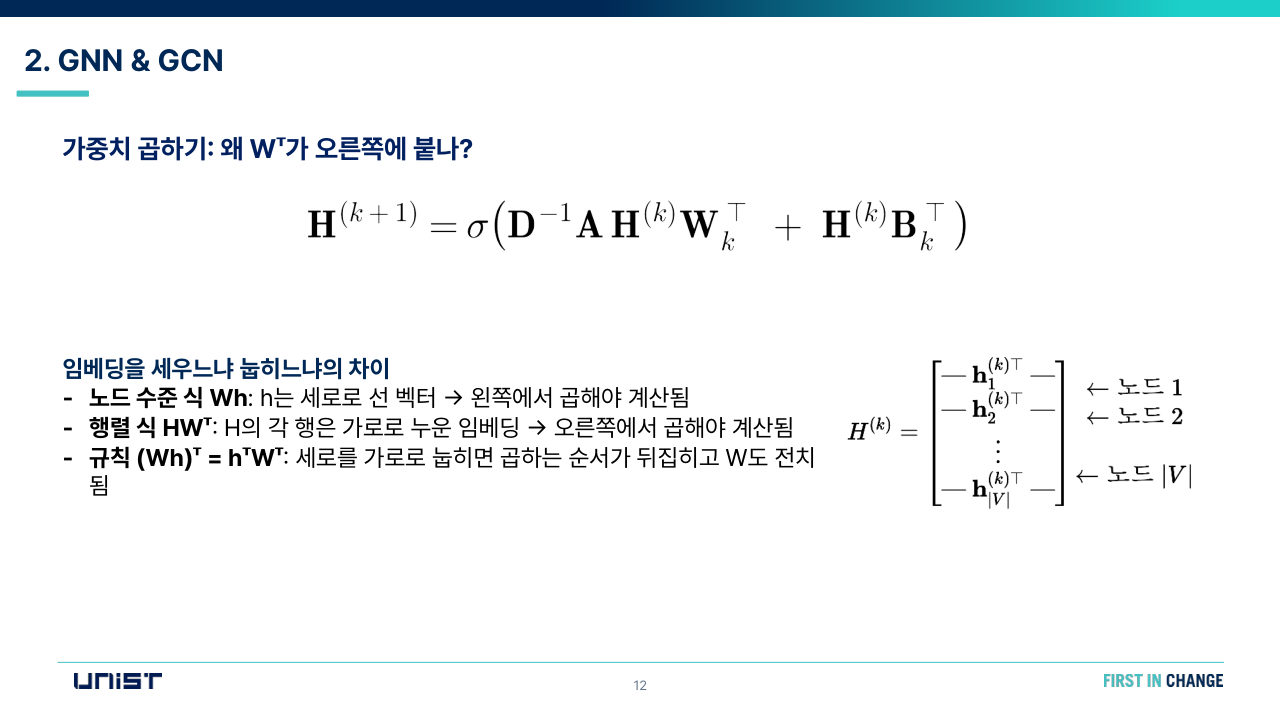 2. GNN & GCN
가중치 곱하기: 왜 Wᵀ가 오른쪽에 붙나?
H^(k + 1) = σ(D^−1 A H^(k) W_k^⊤ + H^(k) B_k^⊤)
임베딩을 세우느냐 눕히느냐의 차이
- 노드 수준 식 Wh: h는 세로로 선 벡터 → 왼쪽에서 곱해야 계산됨
- 행렬 식 HWᵀ: H의 각 행은 가로로 누운 임베딩 → 오른쪽에서 곱해야 계산됨
- 규칙 (Wh)ᵀ = hᵀWᵀ: 세로를 가로로 눕히면 곱하는 순서가 뒤집히고 W도 전치
됨
— h_1^(k)⊤ — ← 노드 1
— h_2^(k)⊤ — ← 노드 2
H^(k) =
⋮
— h_|V|^(k)⊤ — ← 노드 |V|
UNIST
12
FIRST IN CHANGE